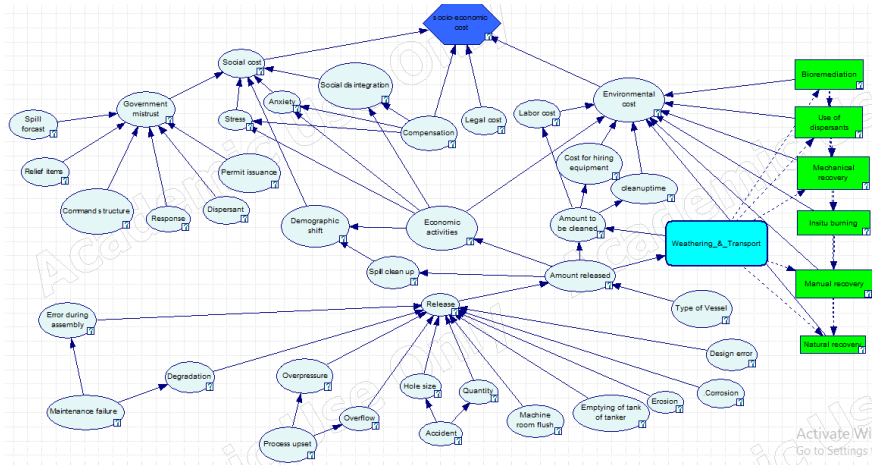 socio-economic
cost
Social cost
Social disintegration
Environmental
cost
Bioremediation
Government
mistrust
Anxiety
Spill
forcast
Stress
Compensation
Legal cost
Labor cost
Use of
dispersants
Relief items
Permit issuance
Cost for hiring
equipment
Mechanical
recovery
cleanuptime
Command structure
Response
Dispersant
Demographic
shift
Economic
activities
Amount to
be cleaned
Insitu burning
Weathering_&_Transport
Spill clean up
Amount released
Manual recovery
Release
Type of Vessel
Error during
assembly
Natural recovery
Design error
Degradation
Overpressure
Hole size
Quantity
Corrosion
Erosion
Maintenance failure
Overflow
Machine
room flush
Emptying of tank
of tanker
Accident
Process upset
Activate Wi
Go to Settings